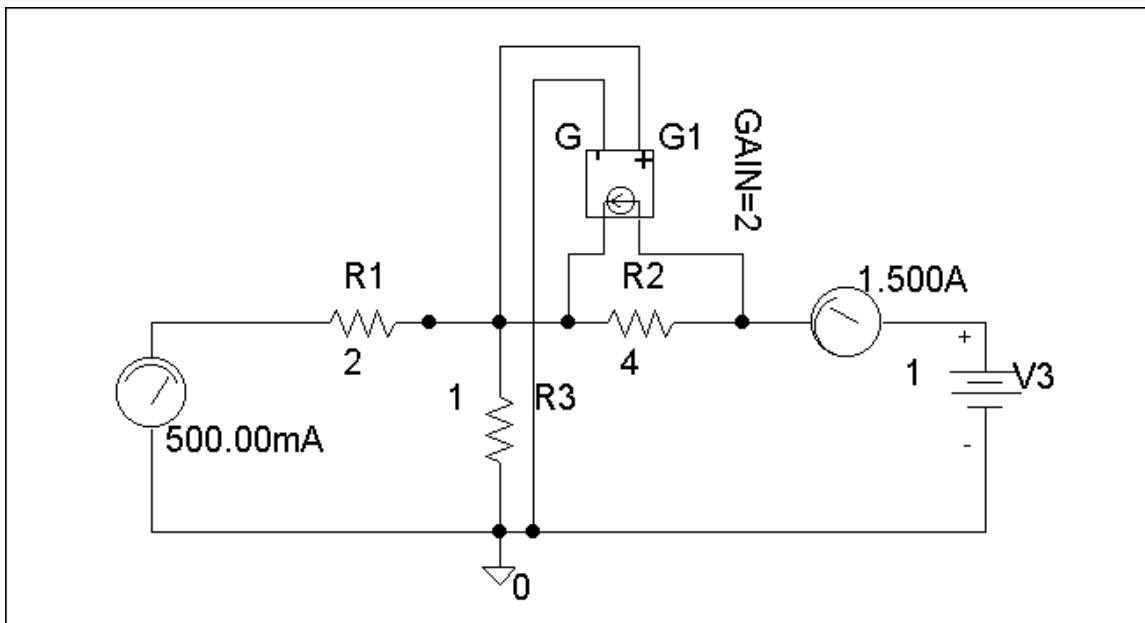 G
G1
GAIN=2
- +
R1
R2
1.500A
2
4
1
R3
+
1
V3
500.00mA
-
0